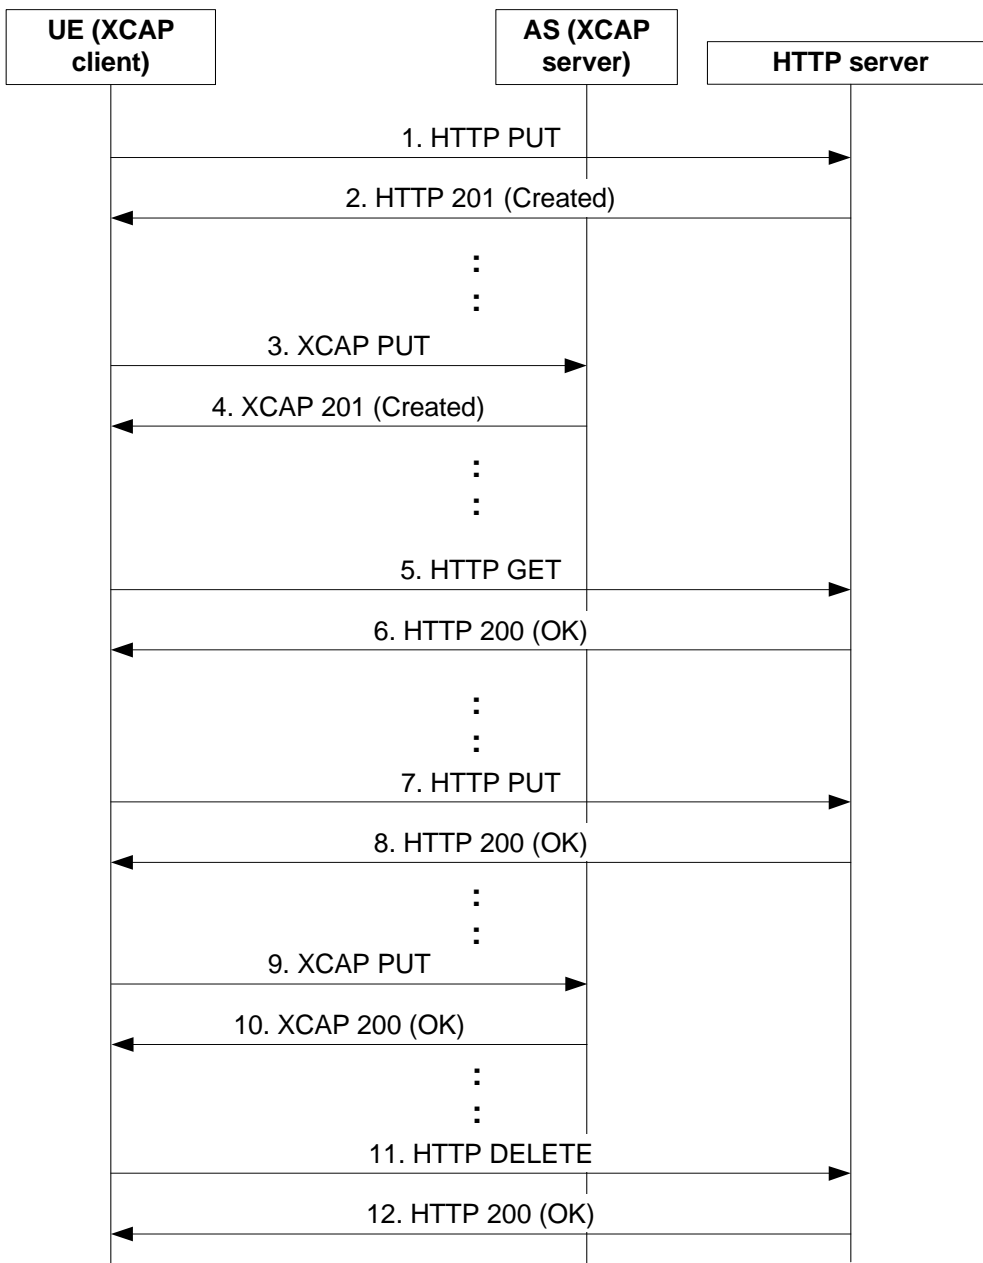 UE (XCAP
client)
AS (XCAP
server)
HTTP server
1. HTTP PUT
2. HTTP 201 (Created)
:
:
3. XCAP PUT
4. XCAP 201 (Created)
:
:
5. HTTP GET
6. HTTP 200 (OK)
:
:
7. HTTP PUT
8. HTTP 200 (OK)
:
:
9. XCAP PUT
10. XCAP 200 (OK)
:
:
11. HTTP DELETE
12. HTTP 200 (OK)